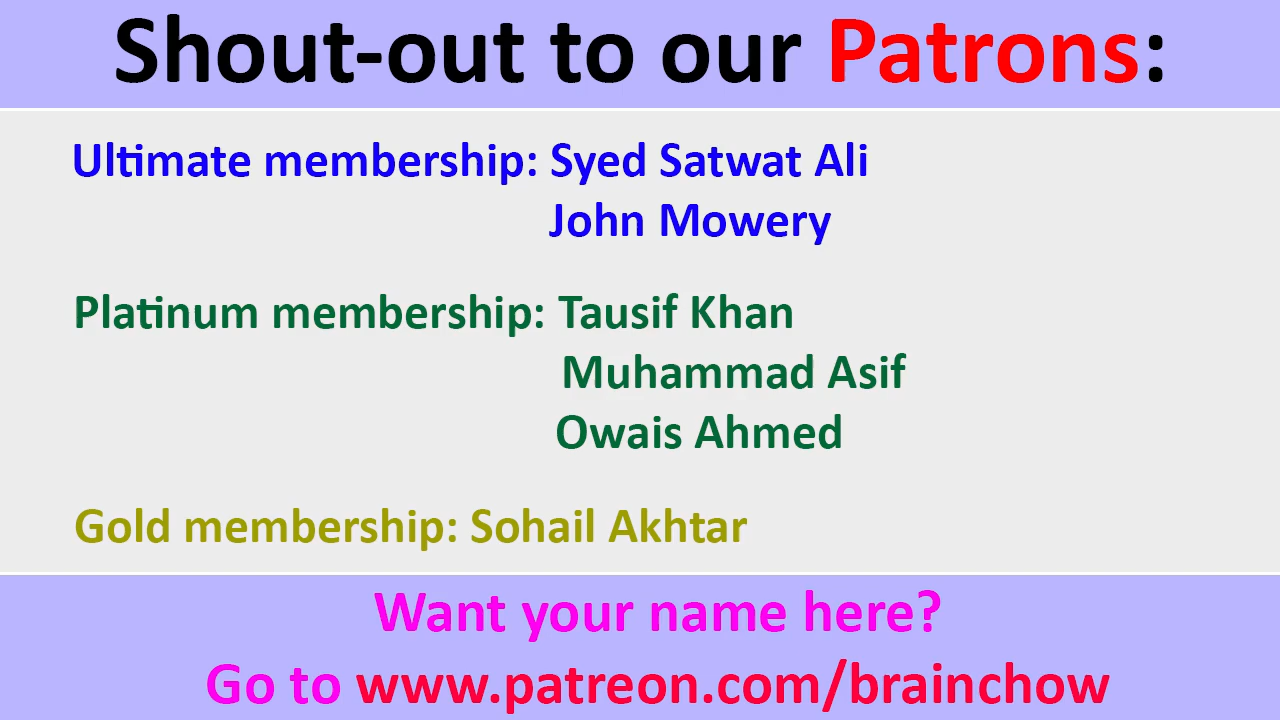 Shout-out to our Patrons:
Ultimate membership: Syed Satwat Ali
John Mowery
Platinum membership: Tausif Khan
Muhammad Asif
Owais Ahmed
Gold membership: Sohail Akhtar
Want your name here?
Go to www.patreon.com/brainchow